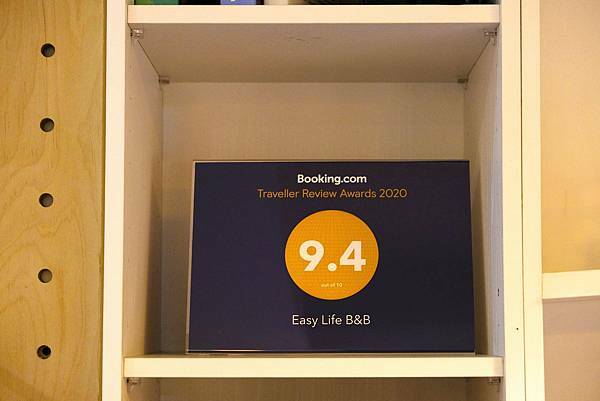 Booking.com
Traveller Review Awards 2020
9.4
out of 10
Easy Life B&B